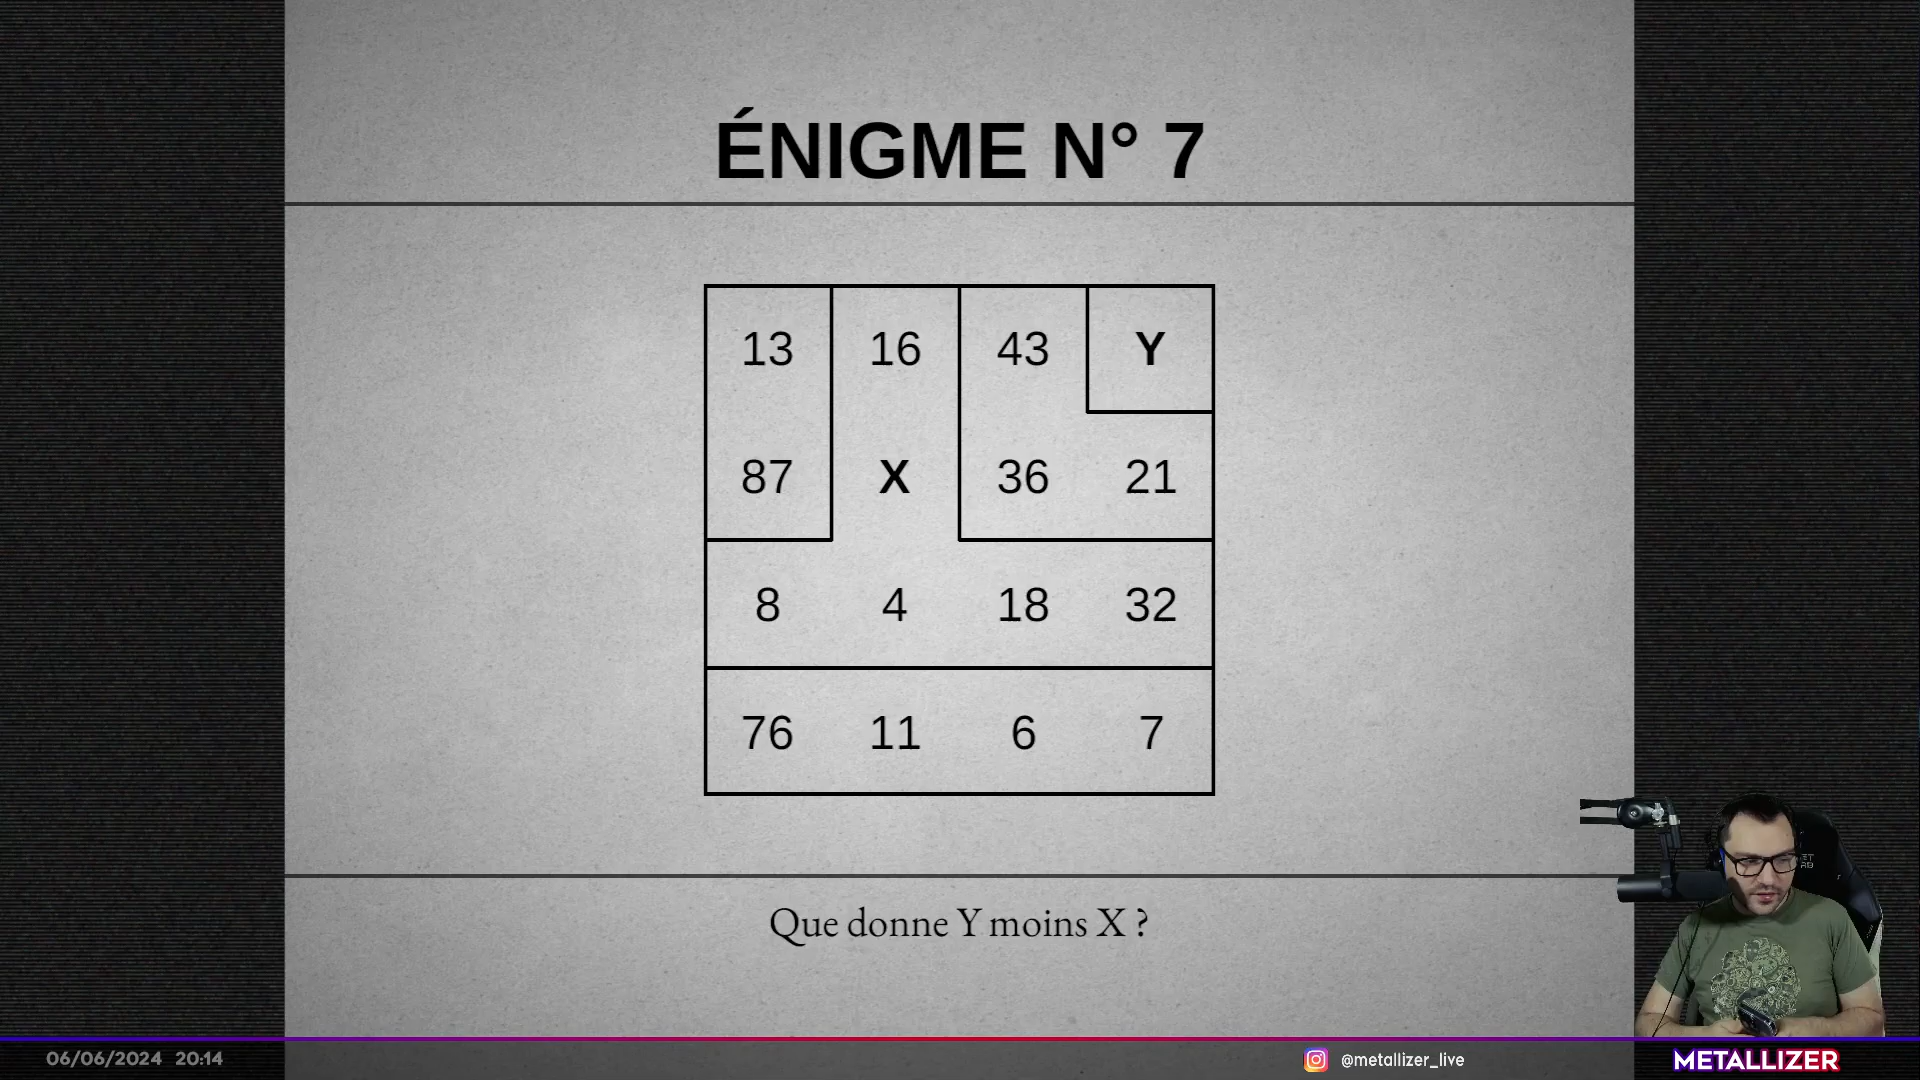 ÉNIGME N° 7
13 16 43 Y
87 X 36 21
8 4 18 32
76 11 6 7
Que donne Y moins X ?
06/06/2024 20:14
@metallizer_live
METALLIZER